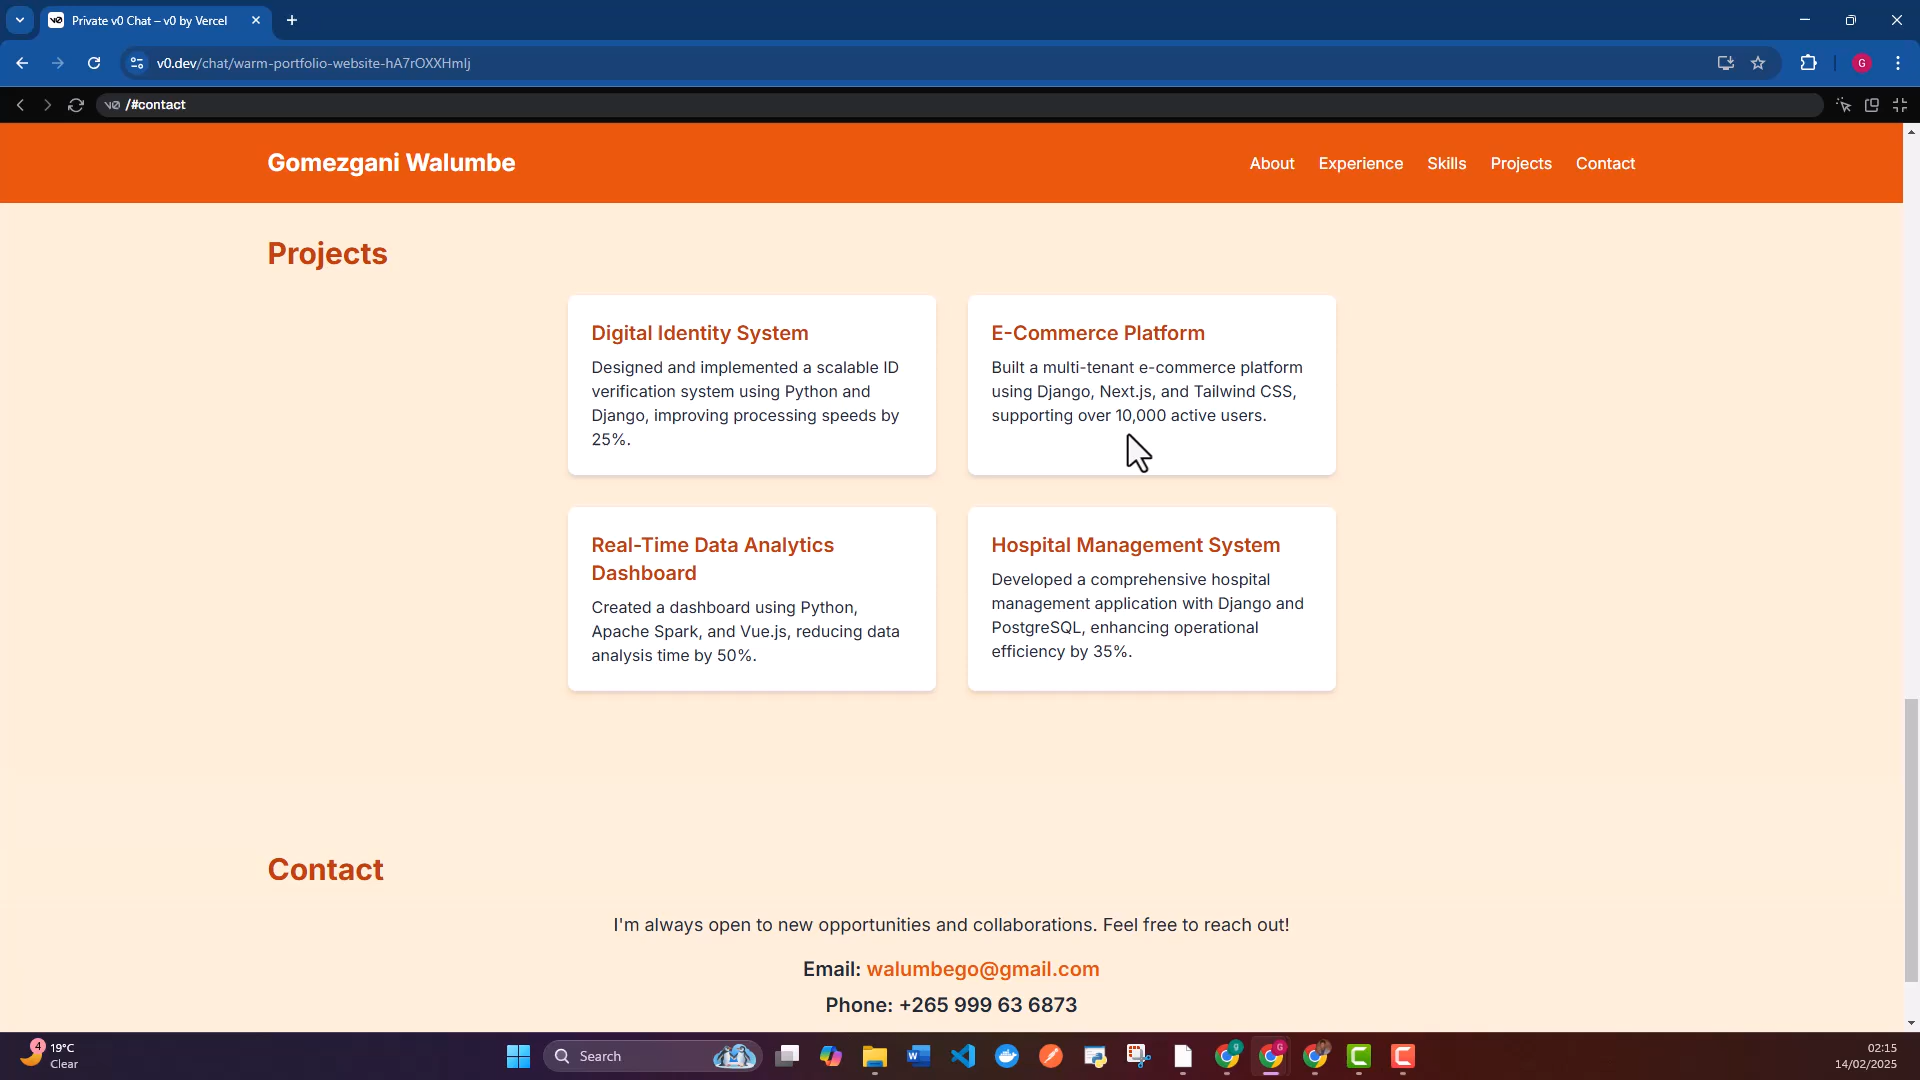 Private v0 Chat – v0 by Vercel
v0.dev/chat/warm-portfolio-website-hA7rOXXHmIj
G
/#contact
Gomezgani Walumbe
About
Experience
Skills
Projects
Contact
Projects
Digital Identity System
Designed and implemented a scalable ID
verification system using Python and
Django, improving processing speeds by
25%.
E-Commerce Platform
Built a multi-tenant e-commerce platform
using Django, Next.js, and Tailwind CSS,
supporting over 10,000 active users.
Real-Time Data Analytics
Dashboard
Created a dashboard using Python,
Apache Spark, and Vue.js, reducing data
analysis time by 50%.
Hospital Management System
Developed a comprehensive hospital
management application with Django and
PostgreSQL, enhancing operational
efficiency by 35%.
Contact
I'm always open to new opportunities and collaborations. Feel free to reach out!
Email: walumbego@gmail.com
Phone: +265 999 63 6873
4
19°C
Clear
Search
02:15
14/02/2025